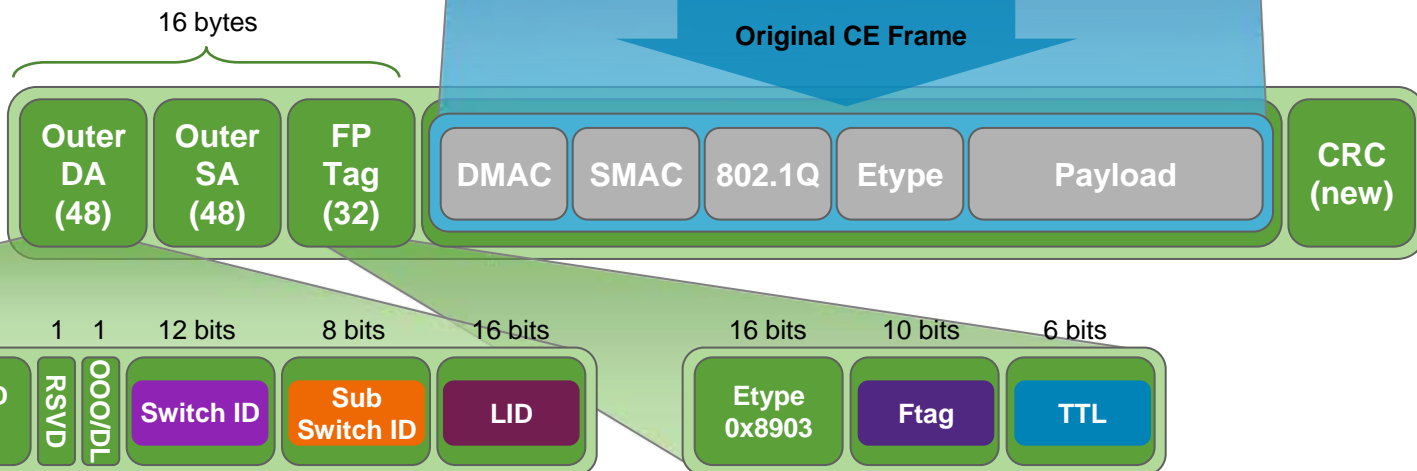 16 bytes
Original CE Frame
Outer
DA
(48)
Outer
SA
(48)
FP
Tag
(32)
DMAC
SMAC
802.1Q
Etype
Payload
CRC
(new)
1
1
12 bits
8 bits
16 bits
RSVD
OOO/DL
Switch ID
Sub
Switch ID
LID
16 bits
10 bits
6 bits
Etype
0x8903
Ftag
TTL